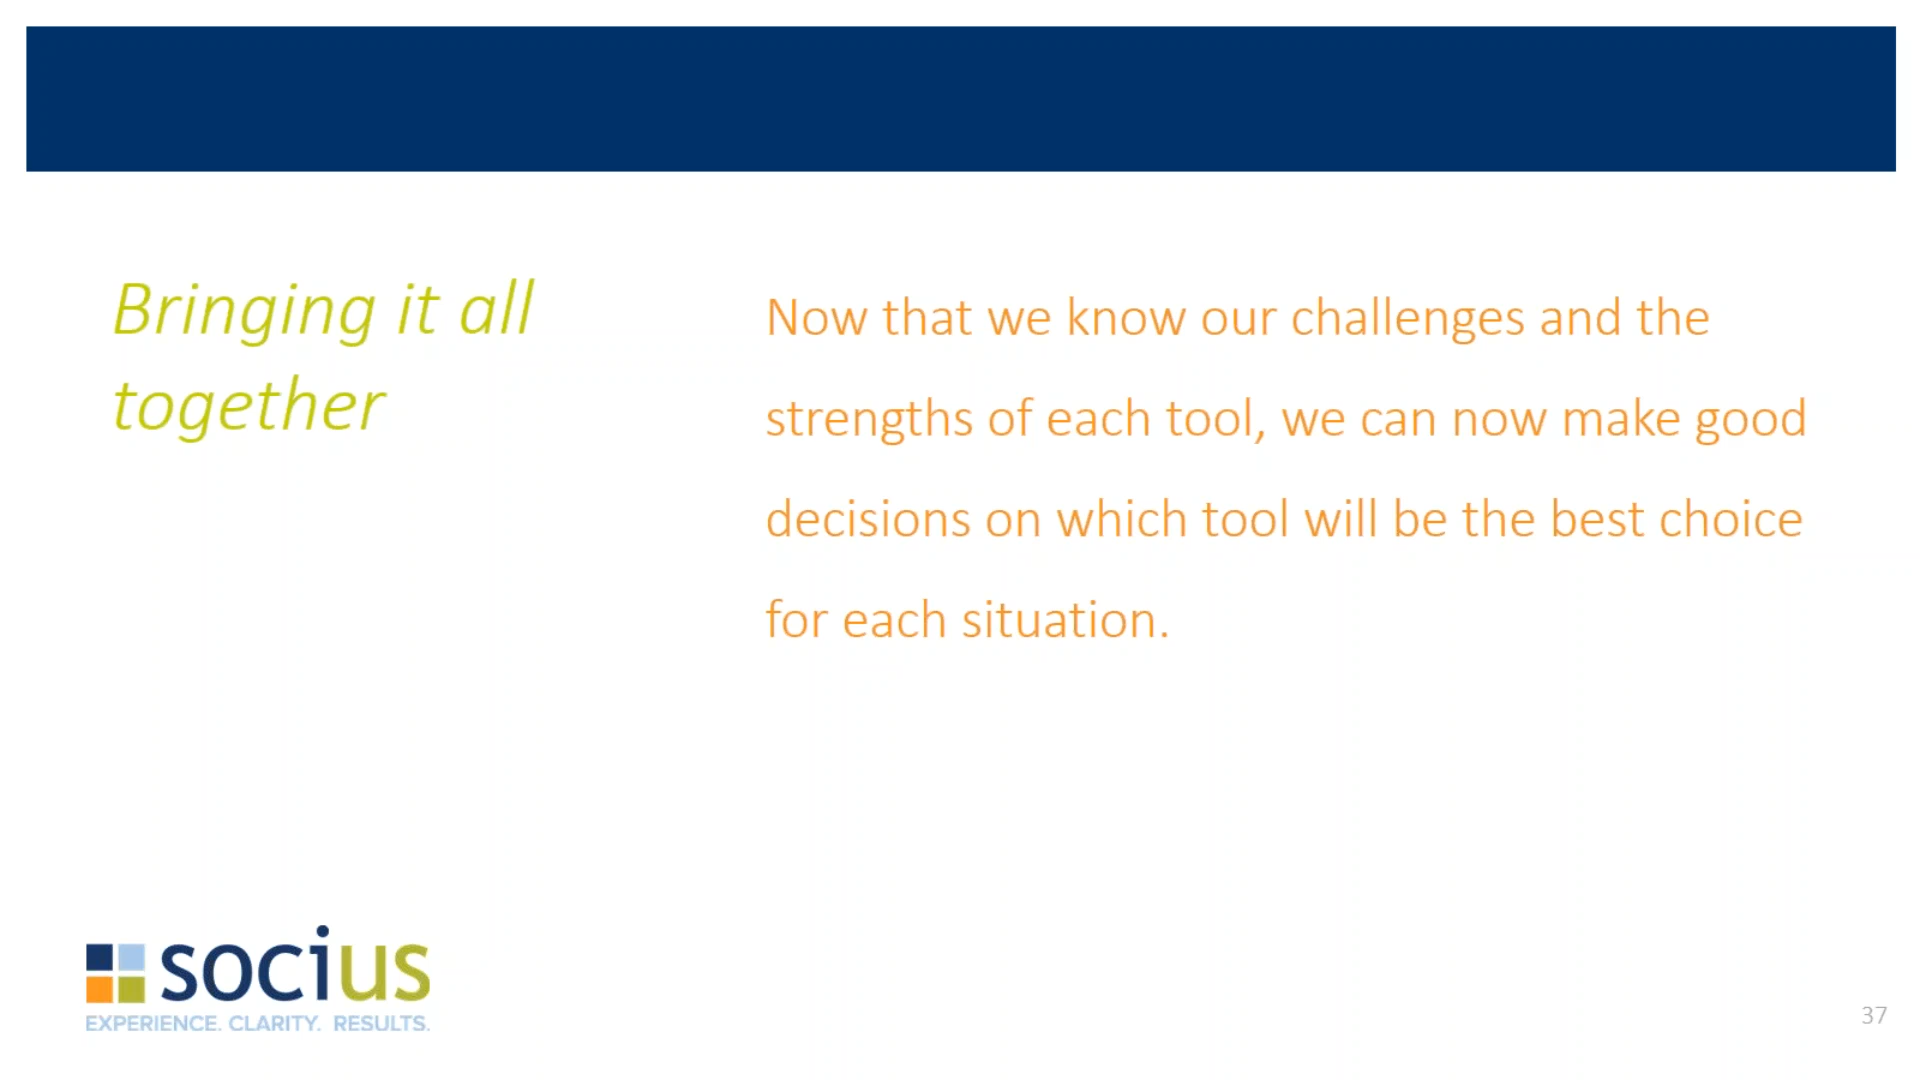 Bringing it all
together
Now that we know our challenges and the
strengths of each tool, we can now make good
decisions on which tool will be the best choice
for each situation.
socius
EXPERIENCE. CLARITY. RESULTS.
37